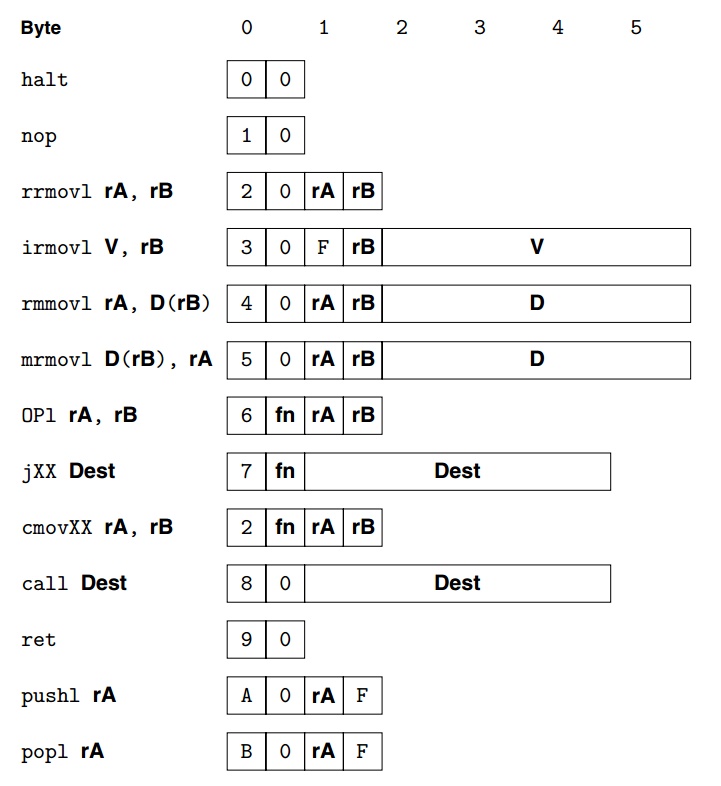 Byte 0 1 2 3 4 5
halt 0 0
nop 1 0
rrmovl rA, rB 2 0 rA rB
irmovl V, rB 3 0 F rB V
rmmovl rA, D(rB) 4 0 rA rB D
mrmovl D(rB), rA 5 0 rA rB D
OPl rA, rB 6 fn rA rB
jXX Dest 7 fn Dest
cmovXX rA, rB 2 fn rA rB
call Dest 8 0 Dest
ret 9 0
pushl rA A 0 rA F
popl rA B 0 rA F